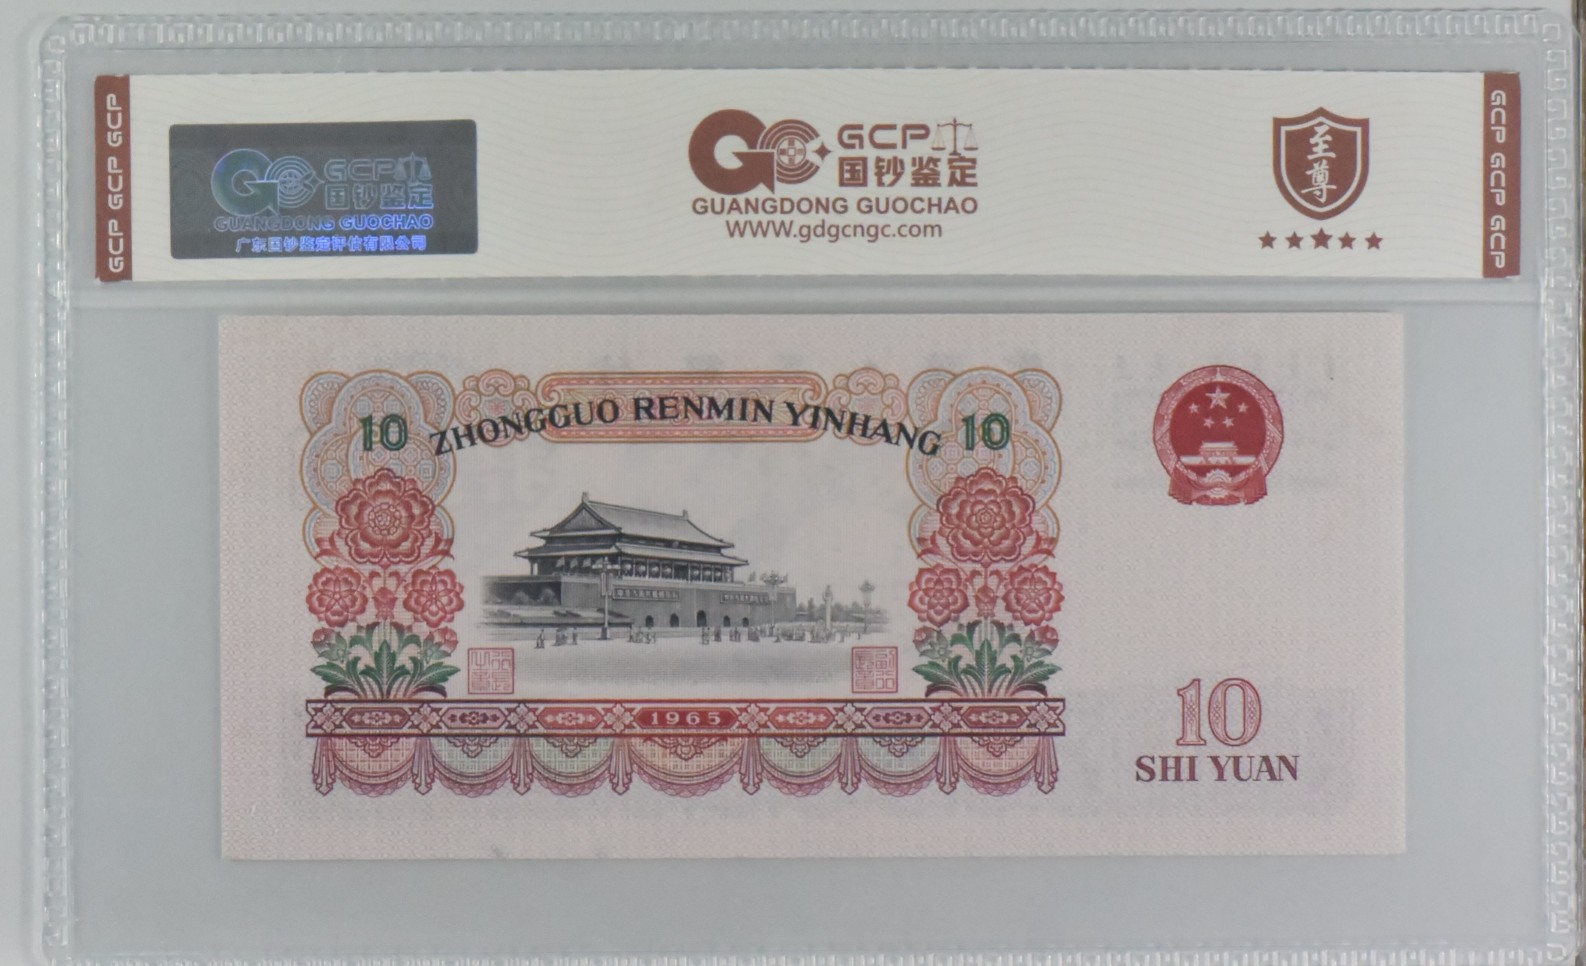 GCP GCP GCP
GCP
国钞鉴定
GUANGDONG GUOCHAO
广东国钞鉴定评估有限公司
GCP
国钞鉴定
GUANGDONG GUOCHAO
WWW.gdgcngc.com
至尊
GCP GCP GCP
10 ZHONGGUO RENMIN YINHANG 10
1965
10
SHI YUAN